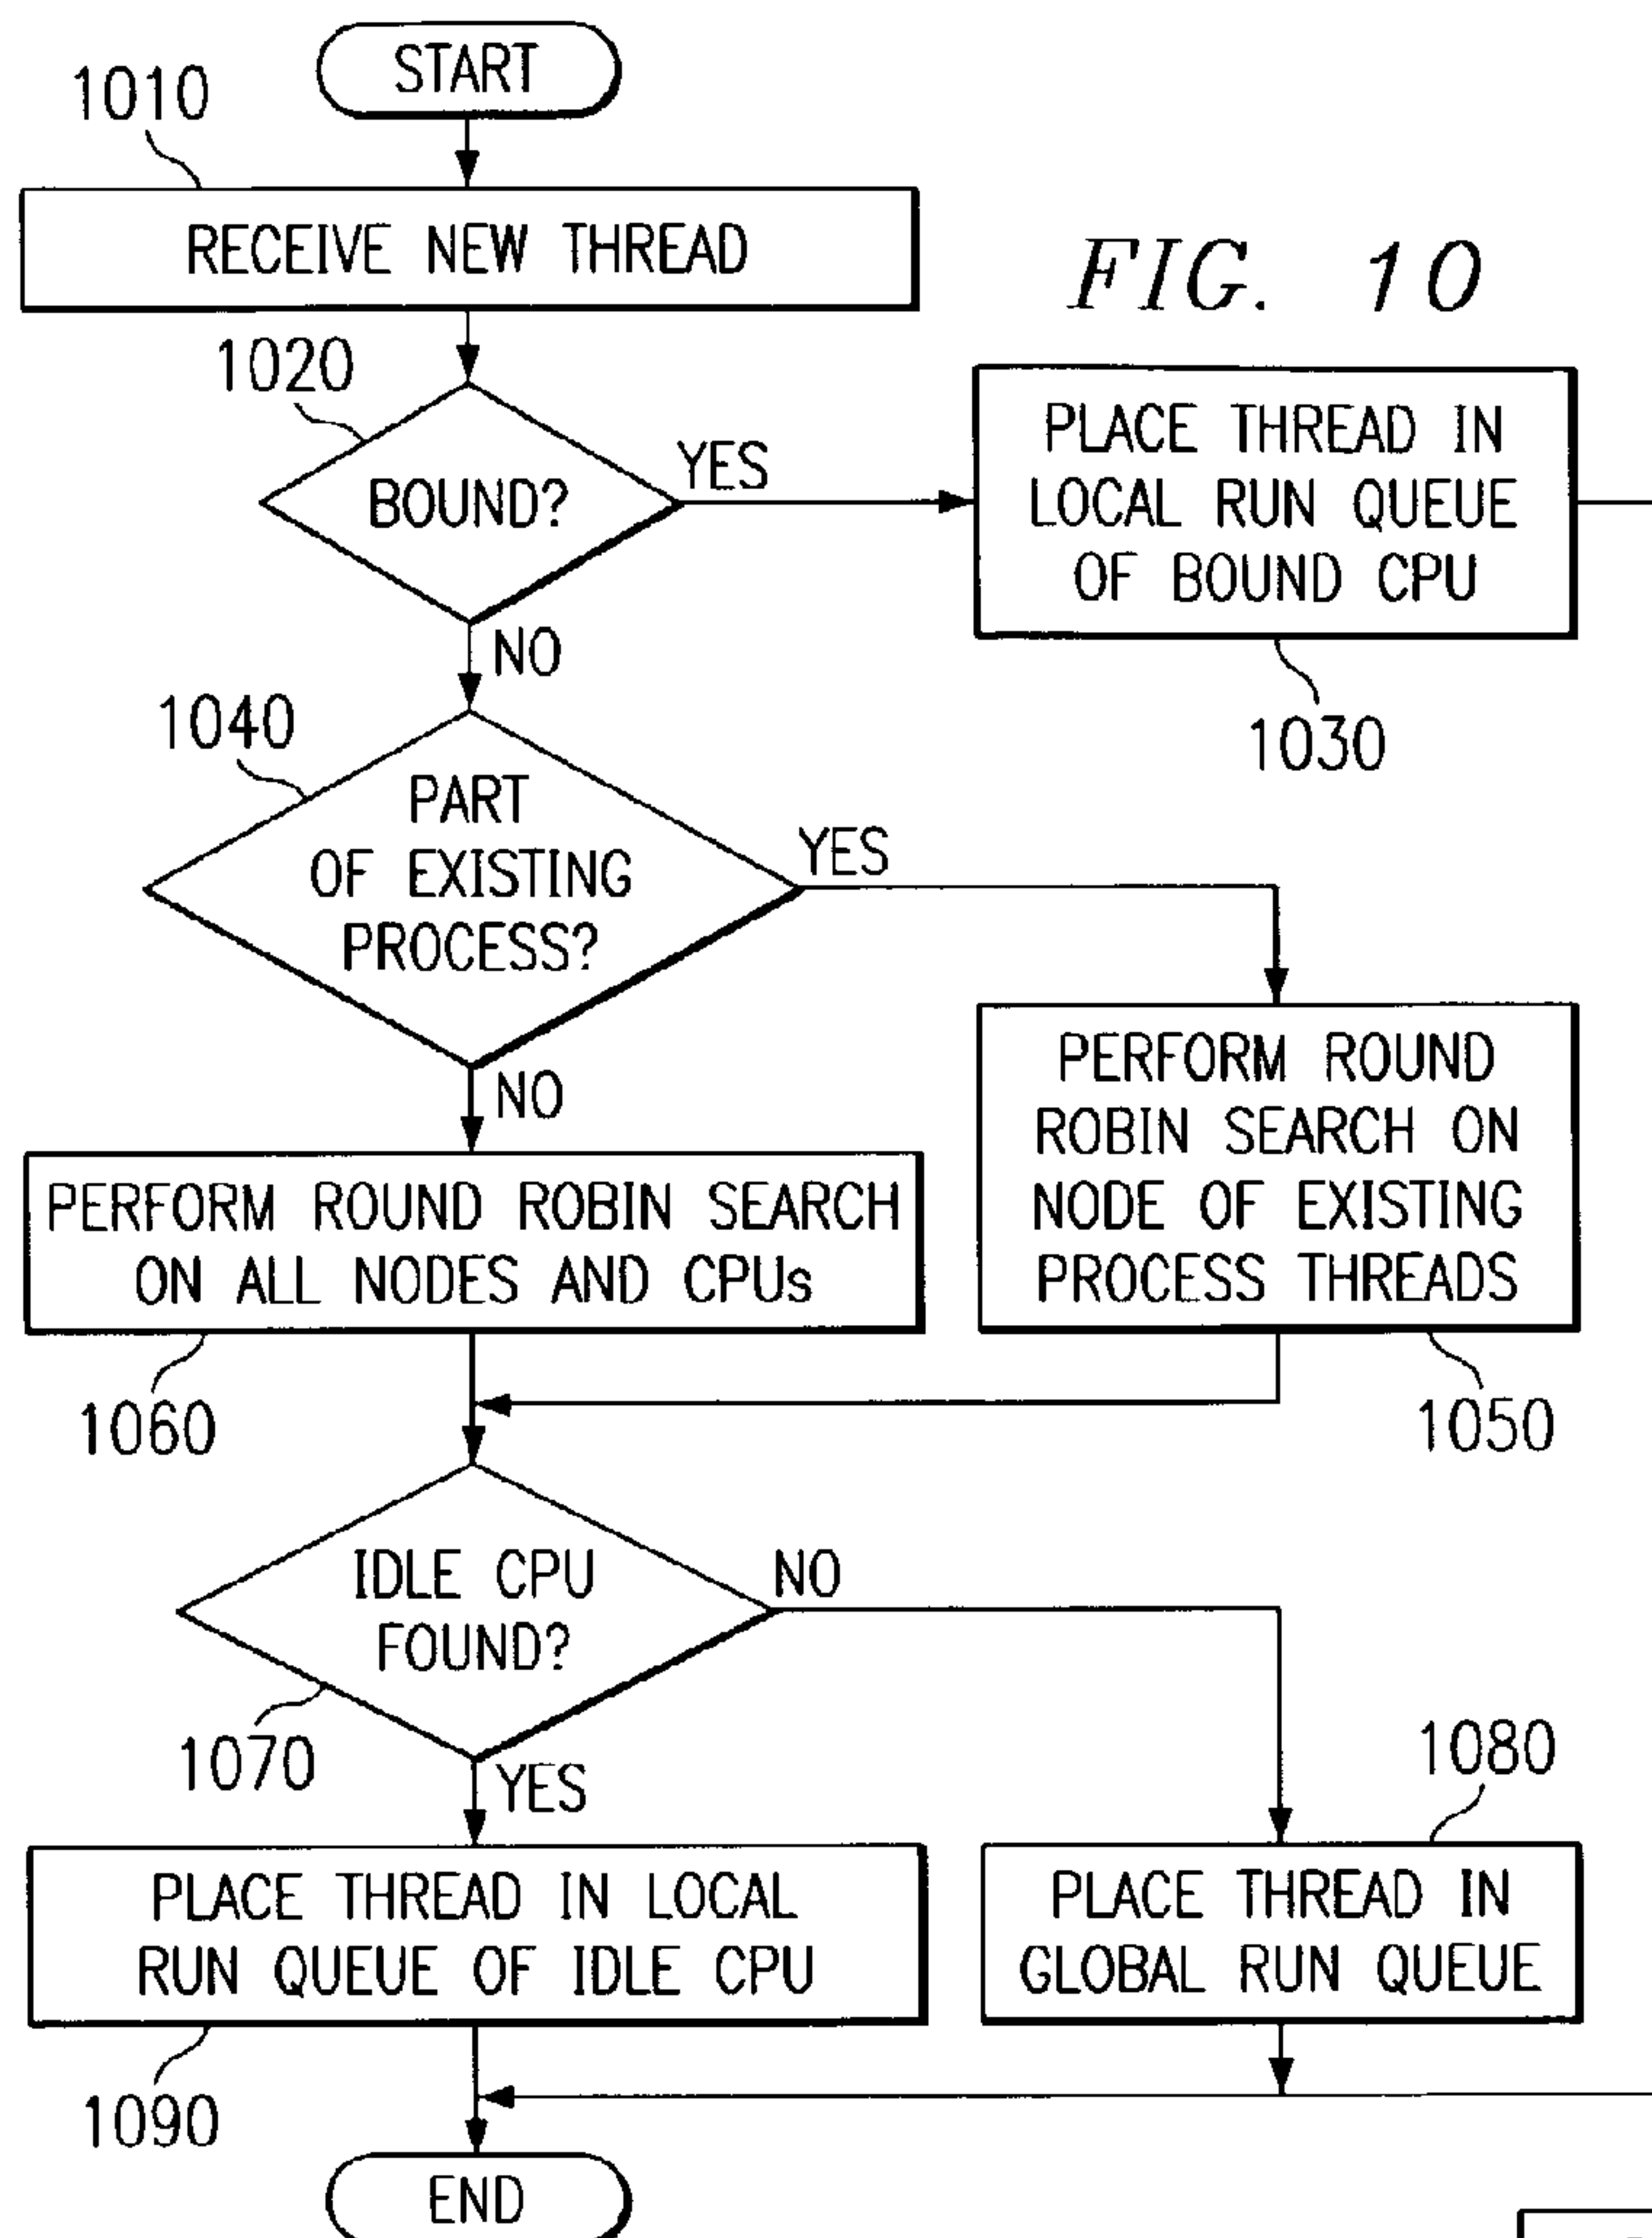 START
1010
RECEIVE NEW THREAD
FIG. 10
1020
BOUND?
YES
PLACE THREAD IN
LOCAL RUN QUEUE
OF BOUND CPU
1030
NO
1040
PART
OF EXISTING
PROCESS?
YES
PERFORM ROUND
ROBIN SEARCH ON
NODE OF EXISTING
PROCESS THREADS
1050
NO
PERFORM ROUND ROBIN SEARCH
ON ALL NODES AND CPUs
1060
IDLE CPU
FOUND?
NO
1070
YES
1080
PLACE THREAD IN
GLOBAL RUN QUEUE
PLACE THREAD IN LOCAL
RUN QUEUE OF IDLE CPU
1090
END